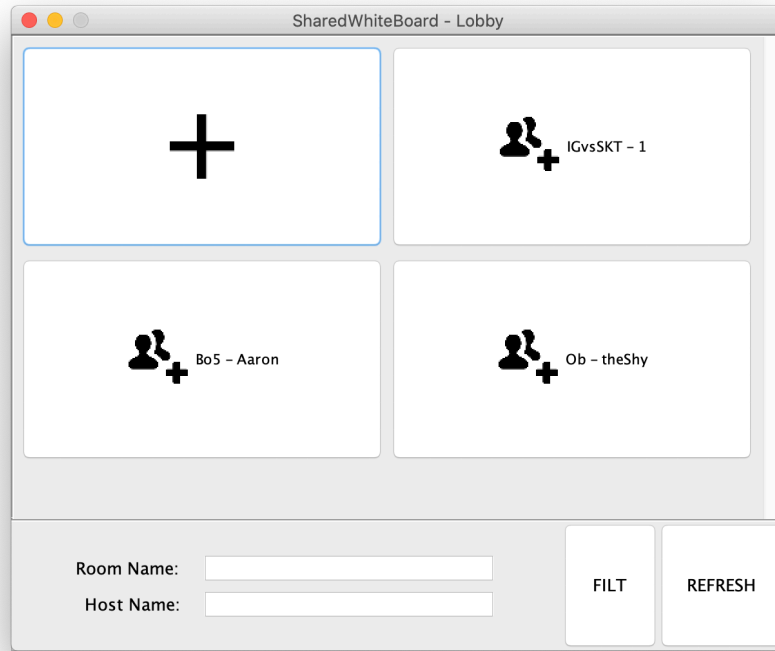 SharedWhiteBoard - Lobby
IGvsSKT - 1
Bo5 - Aaron
Ob - theShy
Room Name:
Host Name:
FILT
REFRESH